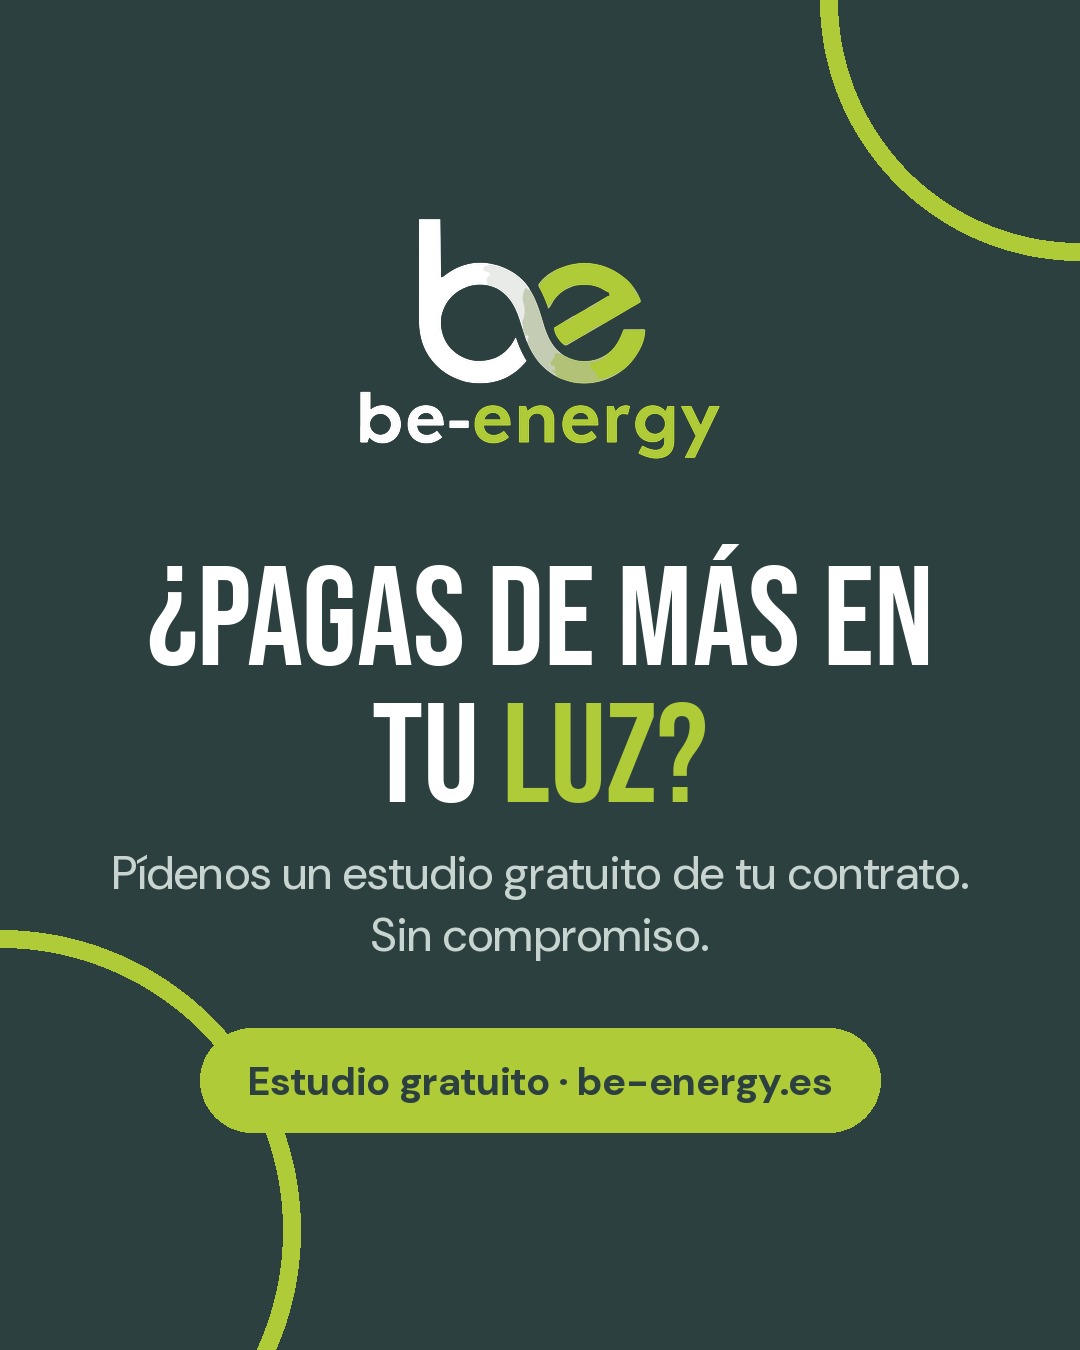 be
be-energy
¿PAGAS DE MÁS EN
TU LUZ?
Pídenos un estudio gratuito de tu contrato.
Sin compromiso.
Estudio gratuito · be-energy.es